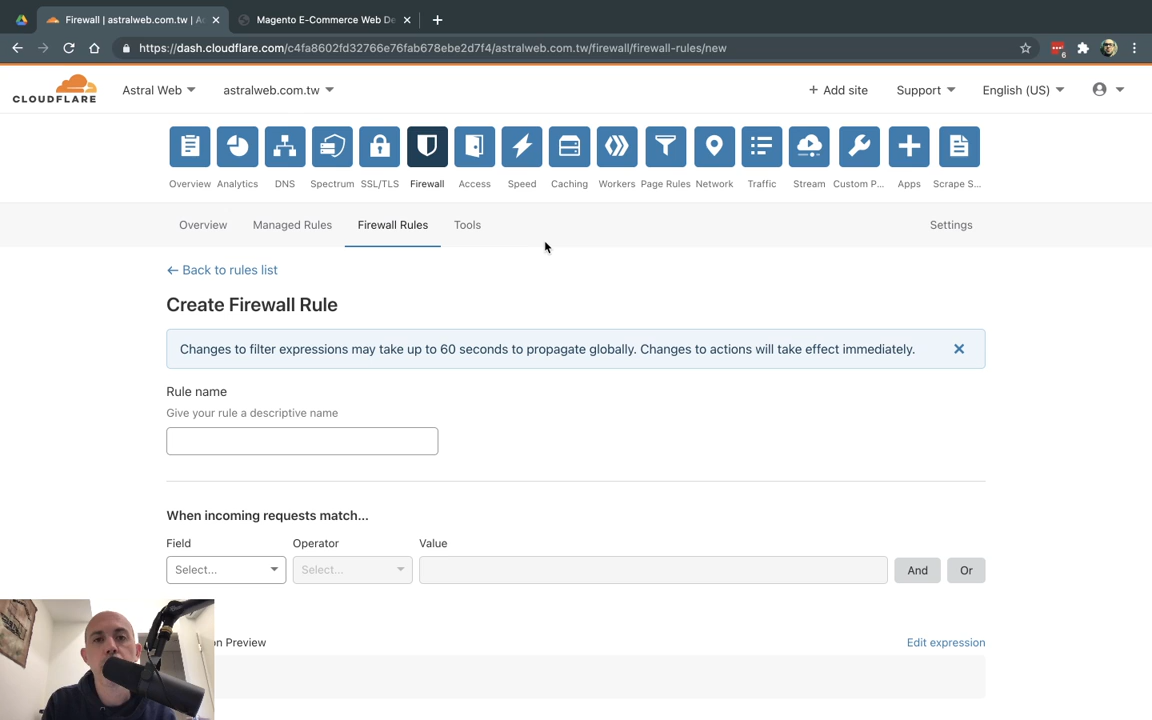 Firewall | astralweb.com.tw | Ac
Magento E-Commerce Web De
https://dash.cloudflare.com/c4fa8602fd32766e76fab678ebe2d7f4/astralweb.com.tw/firewall/firewall-rules/new
6
CLOUDFLARE
Astral Web
astralweb.com.tw
+ Add site
Support
English (US)
Overview
Analytics
DNS
Spectrum
SSL/TLS
Firewall
Access
Speed
Caching
Workers
Page Rules
Network
Traffic
Stream
Custom P...
Apps
Scrape S...
Overview
Managed Rules
Firewall Rules
Tools
Settings
← Back to rules list
Create Firewall Rule
Changes to filter expressions may take up to 60 seconds to propagate globally. Changes to actions will take effect immediately.
Rule name
Give your rule a descriptive name
When incoming requests match...
Field
Operator
Value
Select...
Select...
And
Or
on Preview
Edit expression